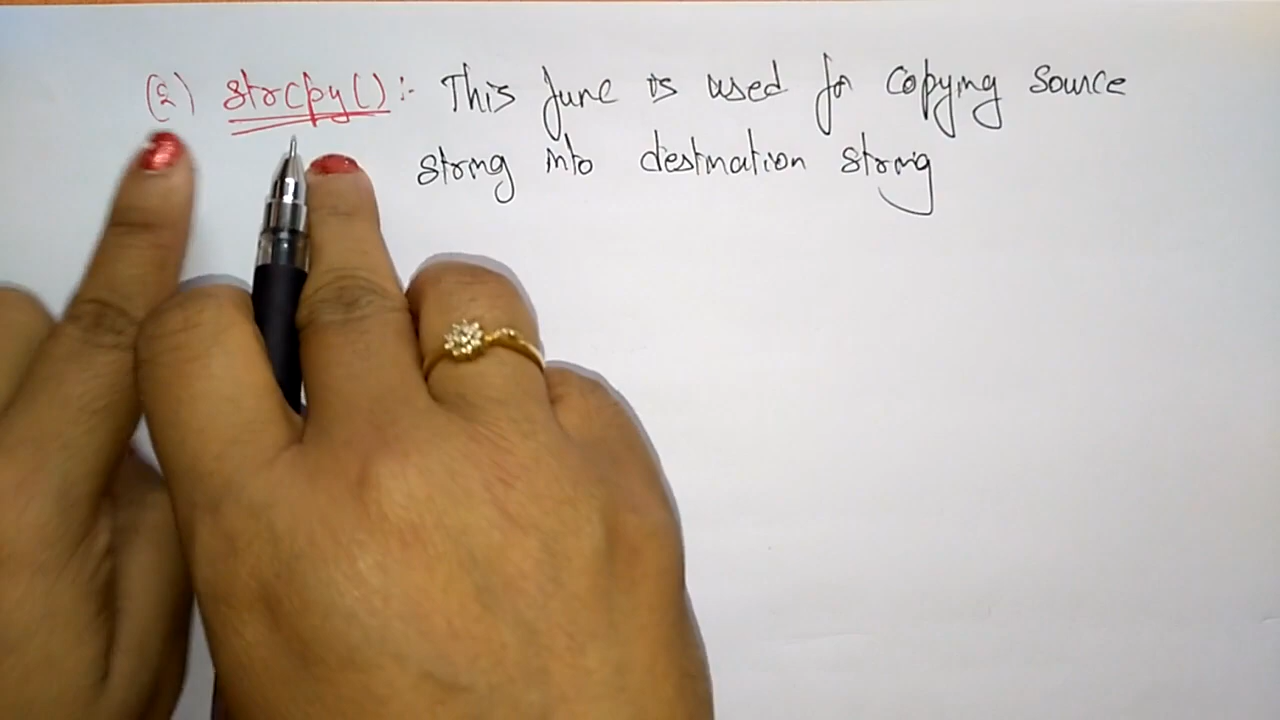 (2) strcpy() :- This func is used for copying source
string into destination string